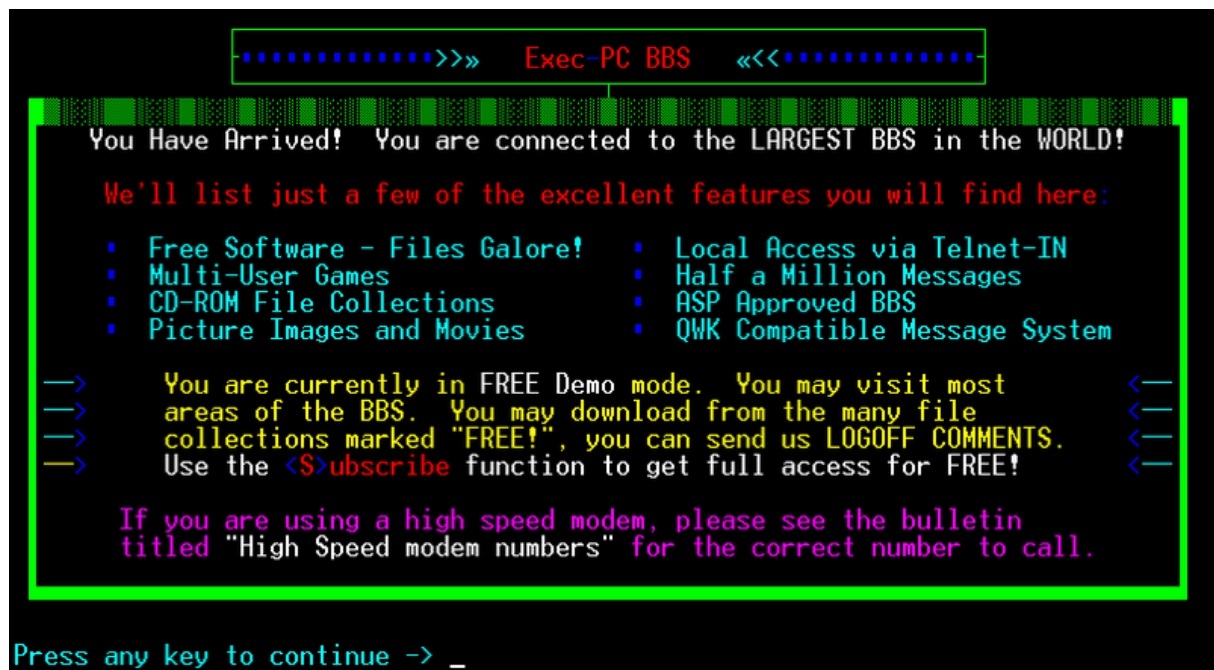 >>» Exec-PC BBS «<<
You Have Arrived! You are connected to the LARGEST BBS in the WORLD!
We'll list just a few of the excellent features you will find here:
▪ Free Software – Files Galore! ▪ Local Access via Telnet-IN
▪ Multi-User Games ▪ Half a Million Messages
▪ CD-ROM File Collections ▪ ASP Approved BBS
▪ Picture Images and Movies ▪ QWK Compatible Message System
──> You are currently in FREE Demo mode. You may visit most <──
──> areas of the BBS. You may download from the many file <──
──> collections marked "FREE!", you can send us LOGOFF COMMENTS. <──
──> Use the <S>ubscribe function to get full access for FREE! <──
If you are using a high speed modem, please see the bulletin
titled "High Speed modem numbers" for the correct number to call.
Press any key to continue -> _